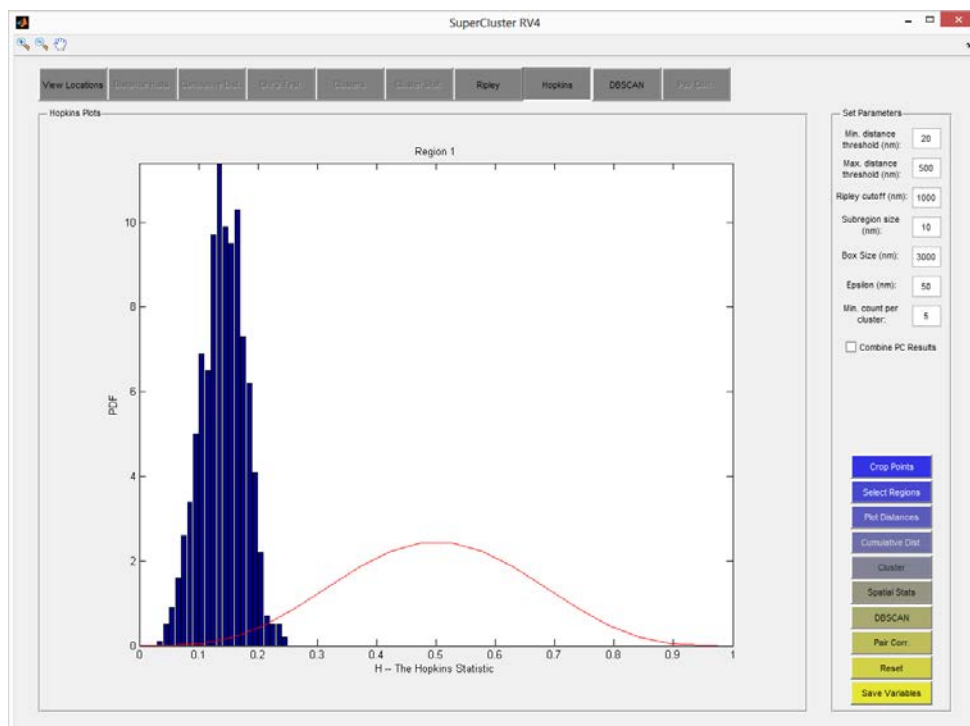 SuperCluster RV4
View Locations
Ripley
Hopkins
DBSCAN
Pair Corr.
Hopkins Plots
Region 1
10
8
6
4
2
0
PDF
0 0.1 0.2 0.3 0.4 0.5 0.6 0.7 0.8 0.9 1
H -- The Hopkins Statistic
Set Parameters
Min. distance
threshold (nm):
20
Max. distance
threshold (nm):
500
Ripley cutoff (nm):
1000
Subregion size
(nm):
10
Box Size (nm):
3000
Epsilon (nm):
50
Min. count per
cluster:
5
Combine PC Results
Crop Points
Select Regions
Plot Distances
Cumulative Dist.
Cluster
Spatial Stats
DBSCAN
Pair Corr.
Reset
Save Variables